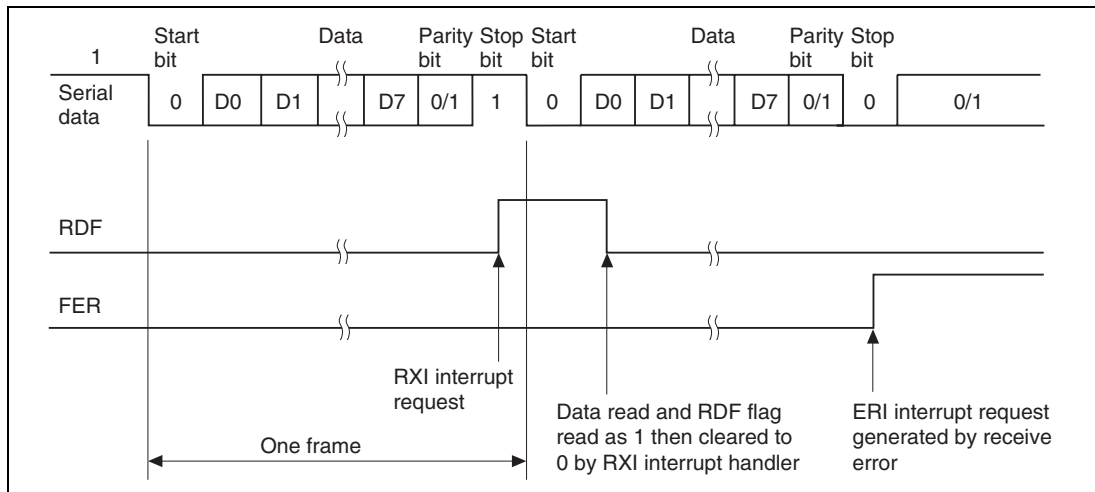 Start bit Data Parity bit Stop bit Start bit Data Parity bit Stop bit
1
Serial data 0 D0 D1 D7 0/1 1 0 D0 D1 D7 0/1 0 0/1
RDF
FER
RXI interrupt
request
Data read and RDF flag
read as 1 then cleared to
0 by RXI interrupt handler
ERI interrupt request
generated by receive
error
One frame